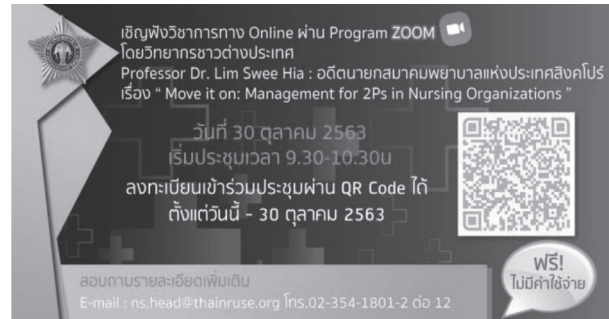 เชิญฟังวิชาการทาง Online ผ่าน Program ZOOM
โดยวิทยากรชาวต่างประเทศ
Professor Dr. Lim Swee Hia : อดีตนายกสมาคมพยาบาลแห่งประเทศสิงคโปร์
เรื่อง “ Move it on: Management for 2Ps in Nursing Organizations ”
วันที่ 30 ตุลาคม 2563
เริ่มประชุมเวลา 9.30-10.30น
ลงทะเบียนเข้าร่วมประชุมผ่าน QR Code ได้
ตั้งแต่วันนี้ - 30 ตุลาคม 2563
ฟรี!
ไม่มีค่าใช้จ่าย
สอบถามรายละเอียดเพิ่มเติม
E-mail : ns.head@thainruse.org โทร.02-354-1801-2 ต่อ 12